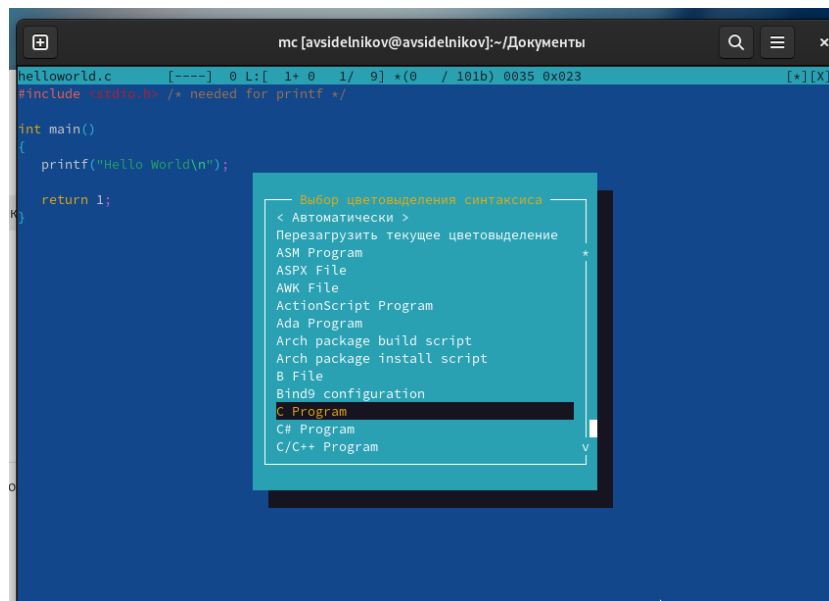 mc [avsidelnikov@avsidelnikov]:~/Документы
helloworld.c [----] 0 L:[ 1+ 0 1/ 9] *(0 / 101b) 0035 0x023 [*][X]
#include <stdio.h> /* needed for printf */
int main()
{
printf("Hello World\n");
return 1;
}
Выбор цветовыделения синтаксиса
< Автоматически >
Перезагрузить текущее цветовыделение
ASM Program
ASPX File
AWK File
ActionScript Program
Ada Program
Arch package build script
Arch package install script
B File
Bind9 configuration
C Program
C# Program
C/C++ Program